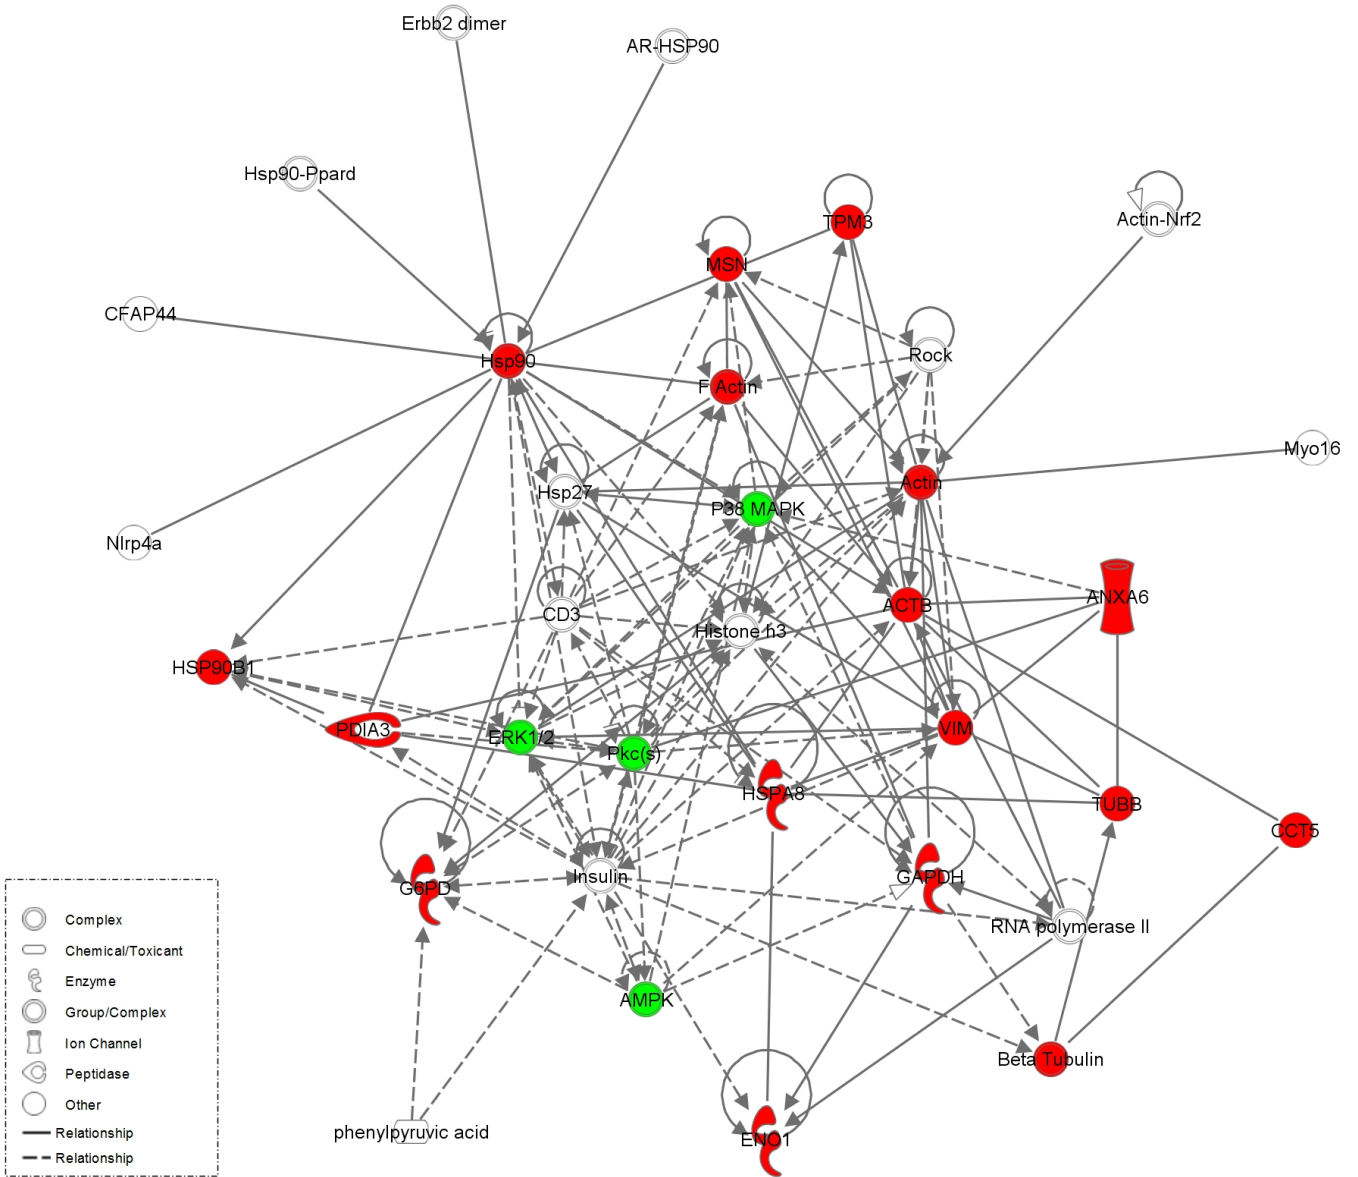 Erbb2 dimer
AR-HSP90
Hsp90-Ppard
TPM3
Actin-Nrf2
MSN
CFAP44
Rock
Hsp90
F Actin
Myo16
Actin
Hsp27
P38 MAPK
Nlrp4a
ANXA6
ACTB
CD3
Histone h3
HSP90B1
PDIA3
ERK1/2
VIM
Pkc(s)
HSPA8
TUBB
CCT5
Insulin
GAPDH
G6PD
RNA polymerase II
AMPK
Beta Tubulin
phenylpyruvic acid
ENO1
Complex
Chemical/Toxicant
Enzyme
Group/Complex
Ion Channel
Peptidase
Other
Relationship
Relationship